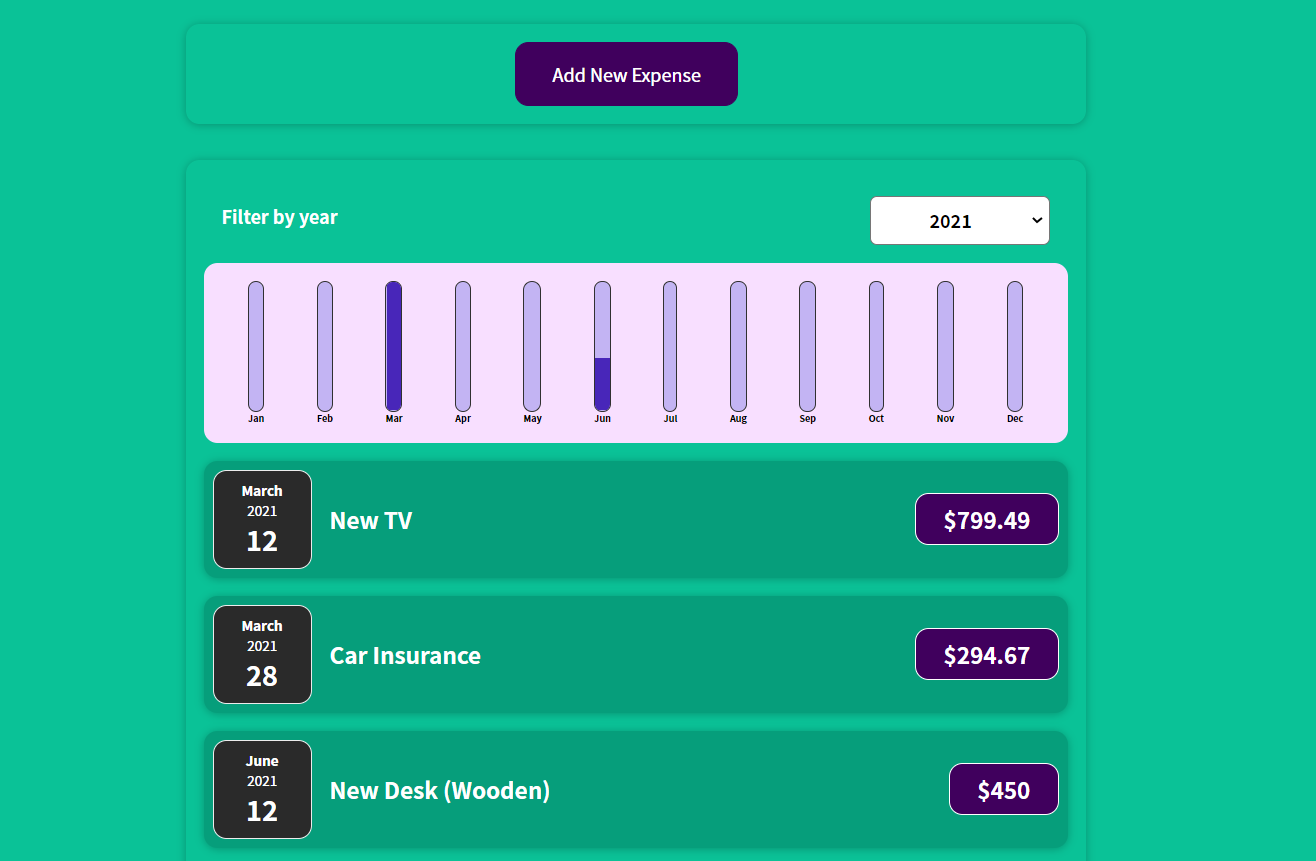 Add New Expense
Filter by year
2021
Jan Feb Mar Apr May Jun Jul Aug Sep Oct Nov Dec
March
2021
12
New TV
$799.49
March
2021
28
Car Insurance
$294.67
June
2021
12
New Desk (Wooden)
$450